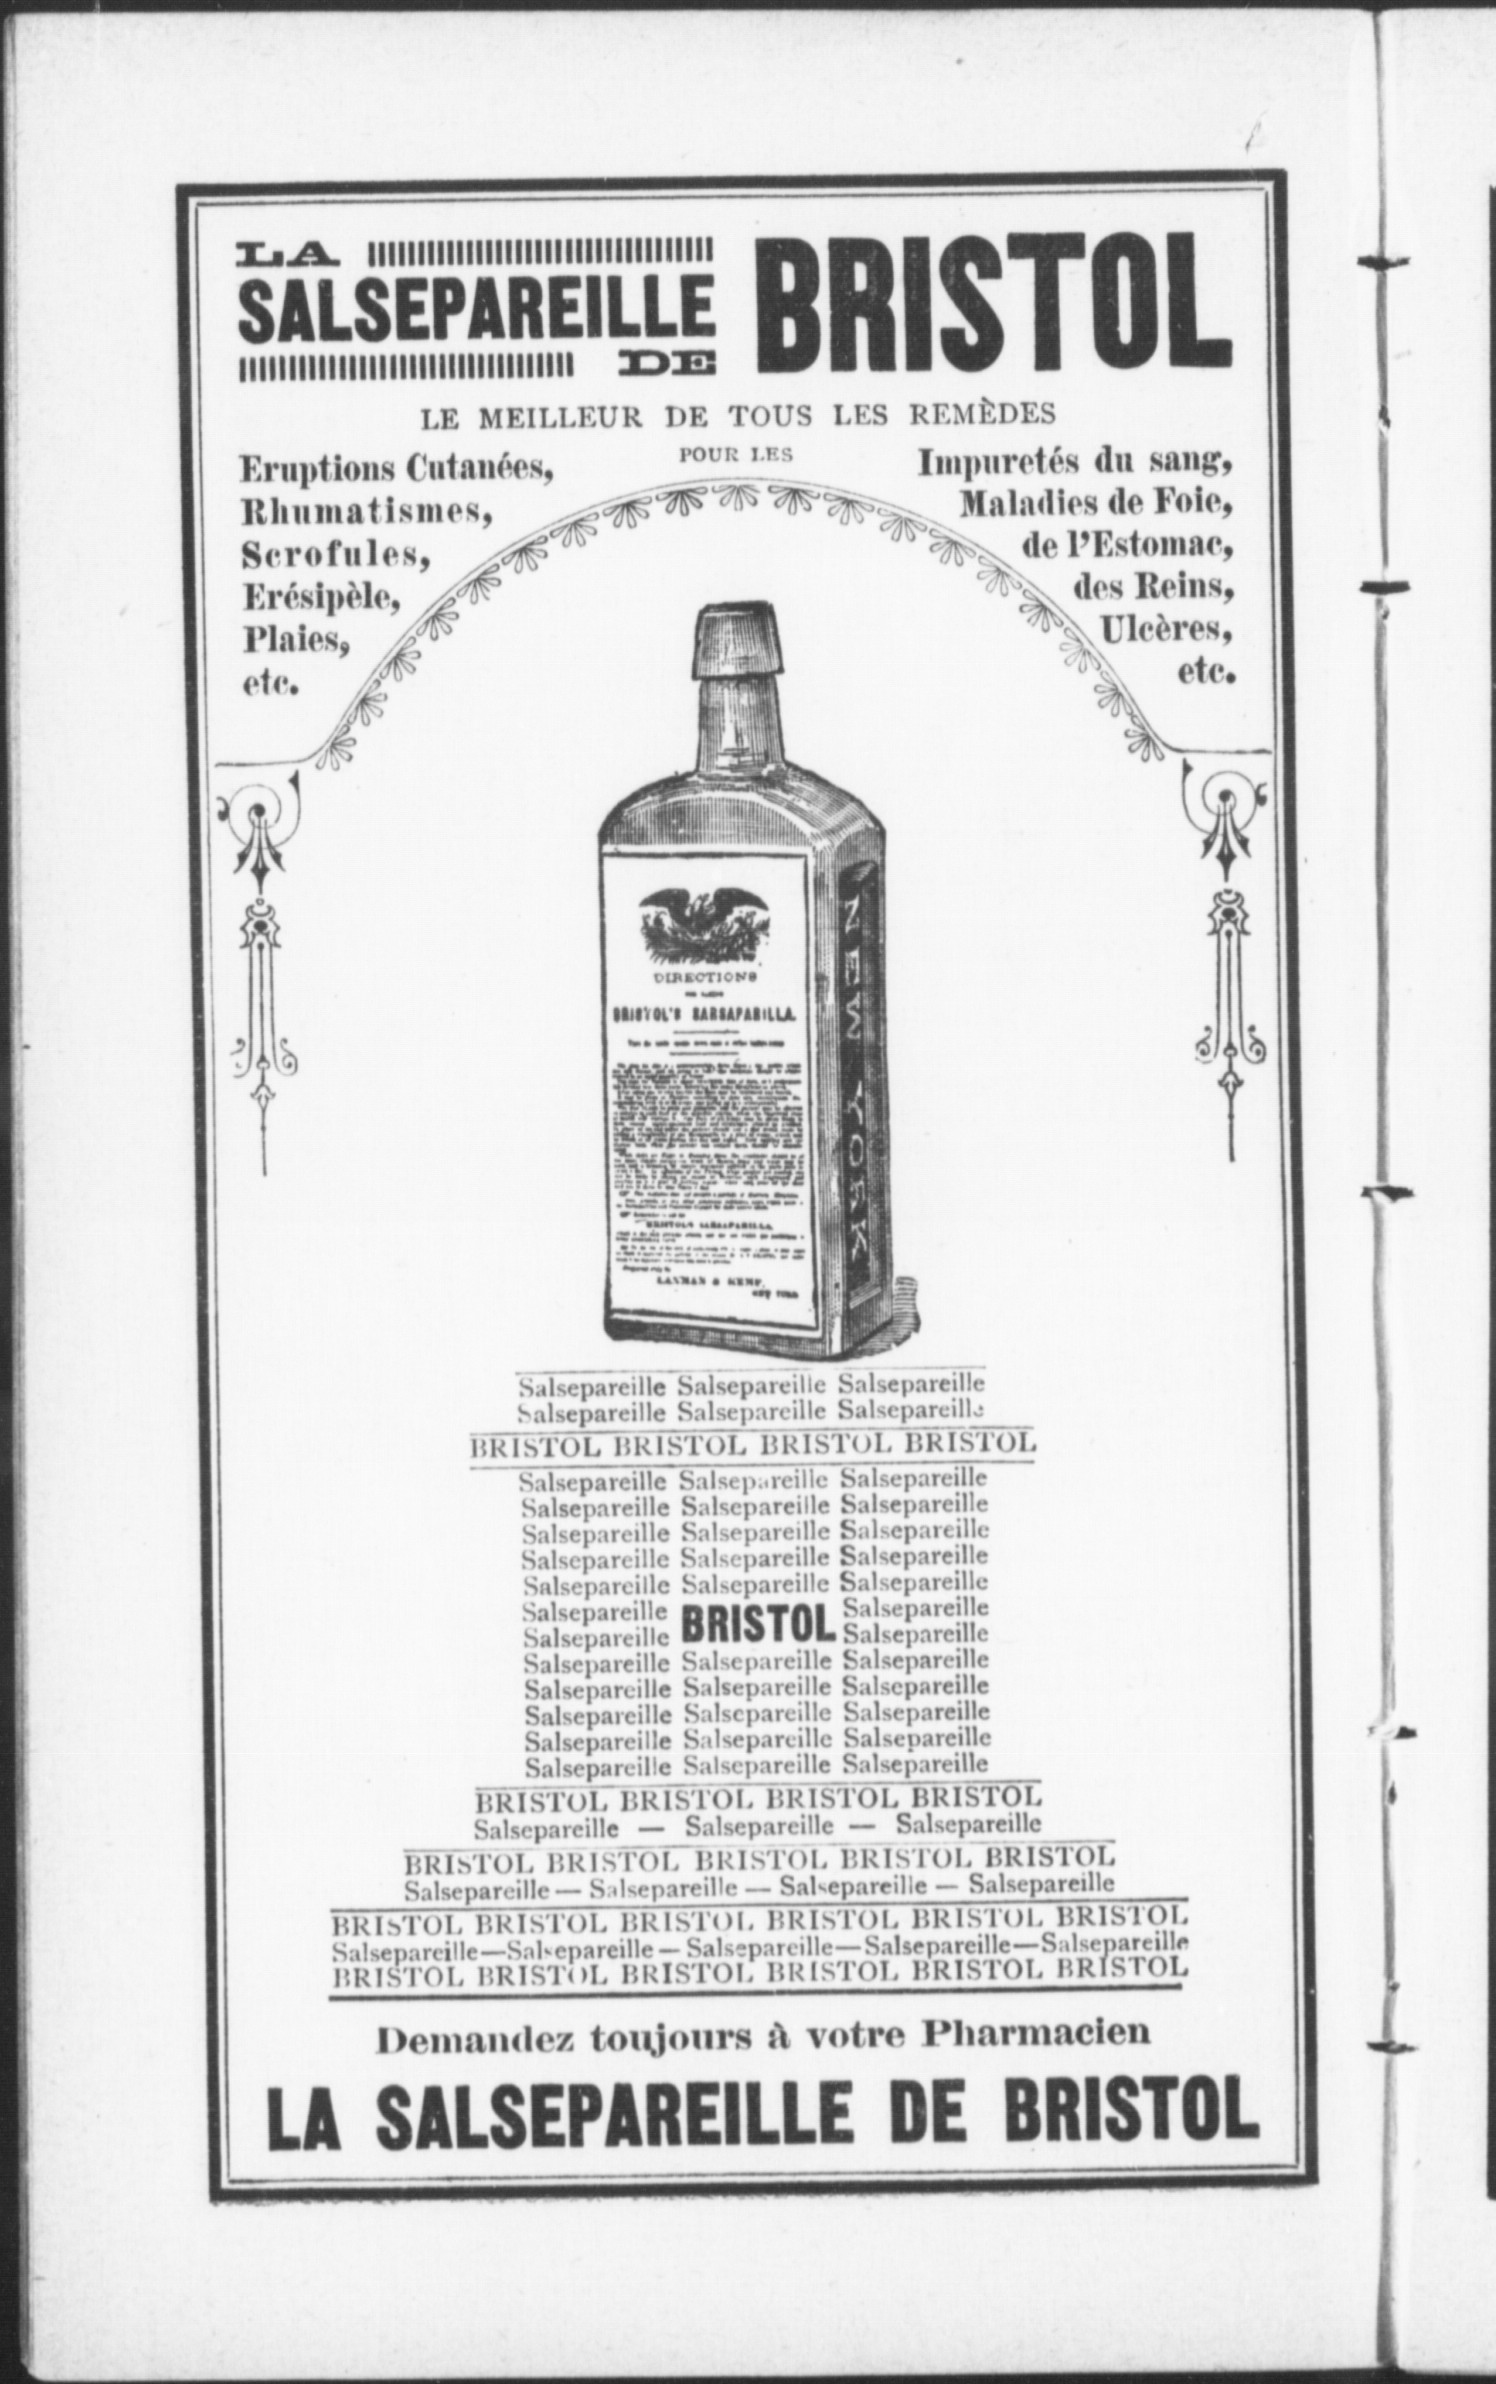 LA
SALSEPAREILLE
DE
BRISTOL
LE MEILLEUR DE TOUS LES REMÈDES
POUR LES
Eruptions Cutanées,
Rhumatismes,
Scrofules,
Erésipèle,
Plaies,
etc.
Impuretés du sang,
Maladies de Foie,
de l'Estomac,
des Reins,
Ulcères,
etc.
DIRECTIONS
BRISTOL'S SARSAPARILLA.
BRISTOL'S SARSAPARILLA,
LANMAN & KEMP,
NEW YORK
NEW YORK
Salsepareille Salsepareille Salsepareille
Salsepareille Salsepareille Salsepareille
BRISTOL BRISTOL BRISTOL BRISTOL
Salsepareille Salsepareille Salsepareille
Salsepareille Salsepareille Salsepareille
Salsepareille Salsepareille Salsepareille
Salsepareille Salsepareille Salsepareille
Salsepareille Salsepareille Salsepareille
Salsepareille Salsepareille
BRISTOL
Salsepareille Salsepareille
Salsepareille Salsepareille Salsepareille
Salsepareille Salsepareille Salsepareille
Salsepareille Salsepareille Salsepareille
Salsepareille Salsepareille Salsepareille
Salsepareille Salsepareille Salsepareille
BRISTOL BRISTOL BRISTOL BRISTOL
Salsepareille — Salsepareille — Salsepareille
BRISTOL BRISTOL BRISTOL BRISTOL BRISTOL
Salsepareille — Salsepareille — Salsepareille — Salsepareille
BRISTOL BRISTOL BRISTOL BRISTOL BRISTOL BRISTOL
Salsepareille—Salsepareille—Salsepareille—Salsepareille—Salsepareille
BRISTOL BRISTOL BRISTOL BRISTOL BRISTOL BRISTOL
Demandez toujours à votre Pharmacien
LA SALSEPAREILLE DE BRISTOL